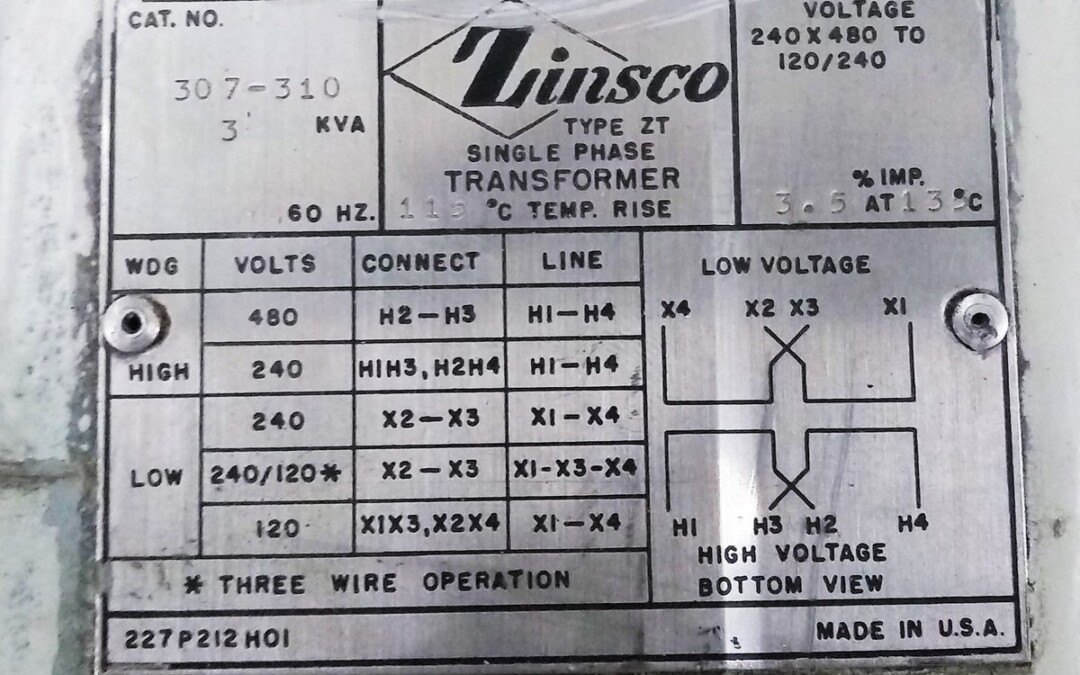 CAT. NO.
307-310
3 KVA
60 HZ.
Zinsco
TYPE ZT
SINGLE PHASE
TRANSFORMER
°C TEMP. RISE
VOLTAGE
240 X 480 TO
120/240
% IMP.
3.5 AT °C
WDG VOLTS CONNECT LINE
480 H2-H3 H1-H4
HIGH 240 H1H3, H2H4 H1-H4
240 X2-X3 X1-X4
LOW 240/120* X2-X3 X1-X3-X4
120 X1X3, X2X4 X1-X4
* THREE WIRE OPERATION
LOW VOLTAGE
X4 X2 X3 X1
H1 H3 H2 H4
HIGH VOLTAGE
BOTTOM VIEW
227P212H01
MADE IN U.S.A.